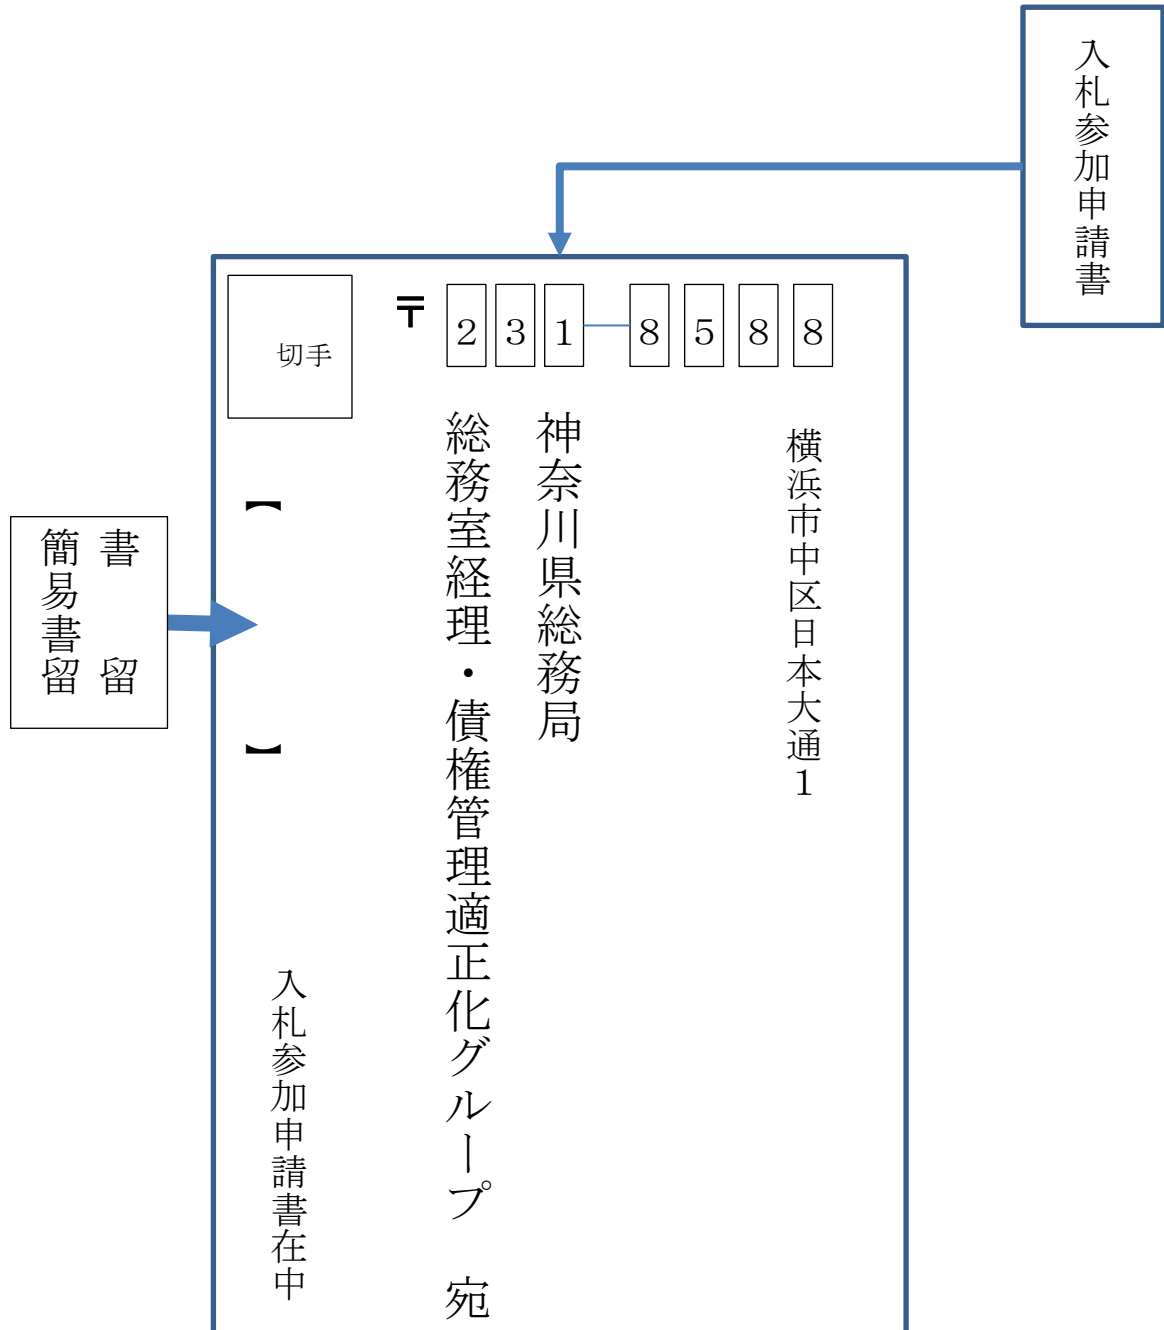 入札参加申請書
〒231-8588
横浜市中区日本大通1
神奈川県総務局
総務室経理・債権管理適正化グループ　宛
切手
【　　　】
入札参加申請書在中
書留
簡易書留